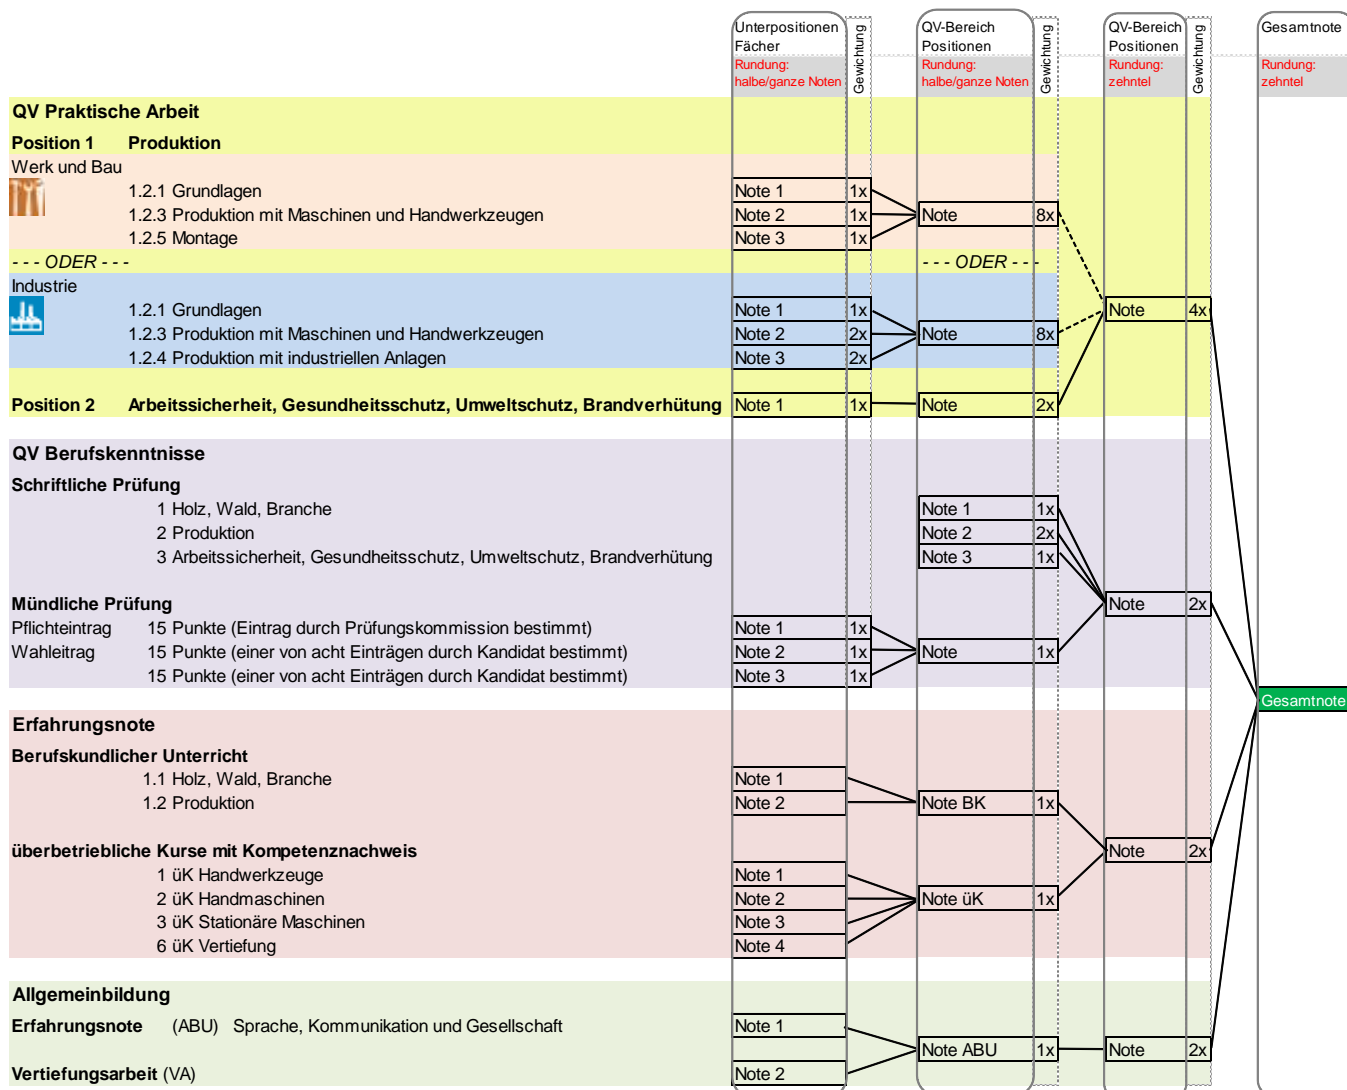 Unterpositionen Fächer
Gewichtung
QV-Bereich Positionen
Gewichtung
QV-Bereich Positionen
Gewichtung
Gesamtnote
Rundung: halbe/ganze Noten
Rundung: halbe/ganze Noten
Rundung: zehntel
Rundung: zehntel
QV Praktische Arbeit
Position 1 Produktion
Werk und Bau
1.2.1 Grundlagen Note 1 1x
1.2.3 Produktion mit Maschinen und Handwerkzeugen Note 2 1x Note 8x
1.2.5 Montage Note 3 1x
- - - ODER - - - - - - ODER - - -
Industrie
1.2.1 Grundlagen Note 1 1x Note 4x
1.2.3 Produktion mit Maschinen und Handwerkzeugen Note 2 2x Note 8x
1.2.4 Produktion mit industriellen Anlagen Note 3 2x
Position 2 Arbeitssicherheit, Gesundheitsschutz, Umweltschutz, Brandverhütung Note 1 1x Note 2x
QV Berufskenntnisse
Schriftliche Prüfung
1 Holz, Wald, Branche Note 1 1x
2 Produktion Note 2 2x
3 Arbeitssicherheit, Gesundheitsschutz, Umweltschutz, Brandverhütung Note 3 1x
Mündliche Prüfung Note 2x
Pflichteintrag 15 Punkte (Eintrag durch Prüfungskommission bestimmt) Note 1 1x
Wahleitrag 15 Punkte (einer von acht Einträgen durch Kandidat bestimmt) Note 2 1x Note 1x
15 Punkte (einer von acht Einträgen durch Kandidat bestimmt) Note 3 1x
Gesamtnote
Erfahrungsnote
Berufskundlicher Unterricht
1.1 Holz, Wald, Branche Note 1
1.2 Produktion Note 2 Note BK 1x
überbetriebliche Kurse mit Kompetenznachweis Note 2x
1 üK Handwerkzeuge Note 1
2 üK Handmaschinen Note 2 Note üK 1x
3 üK Stationäre Maschinen Note 3
6 üK Vertiefung Note 4
Allgemeinbildung
Erfahrungsnote (ABU) Sprache, Kommunikation und Gesellschaft Note 1
Note ABU 1x Note 2x
Vertiefungsarbeit (VA) Note 2